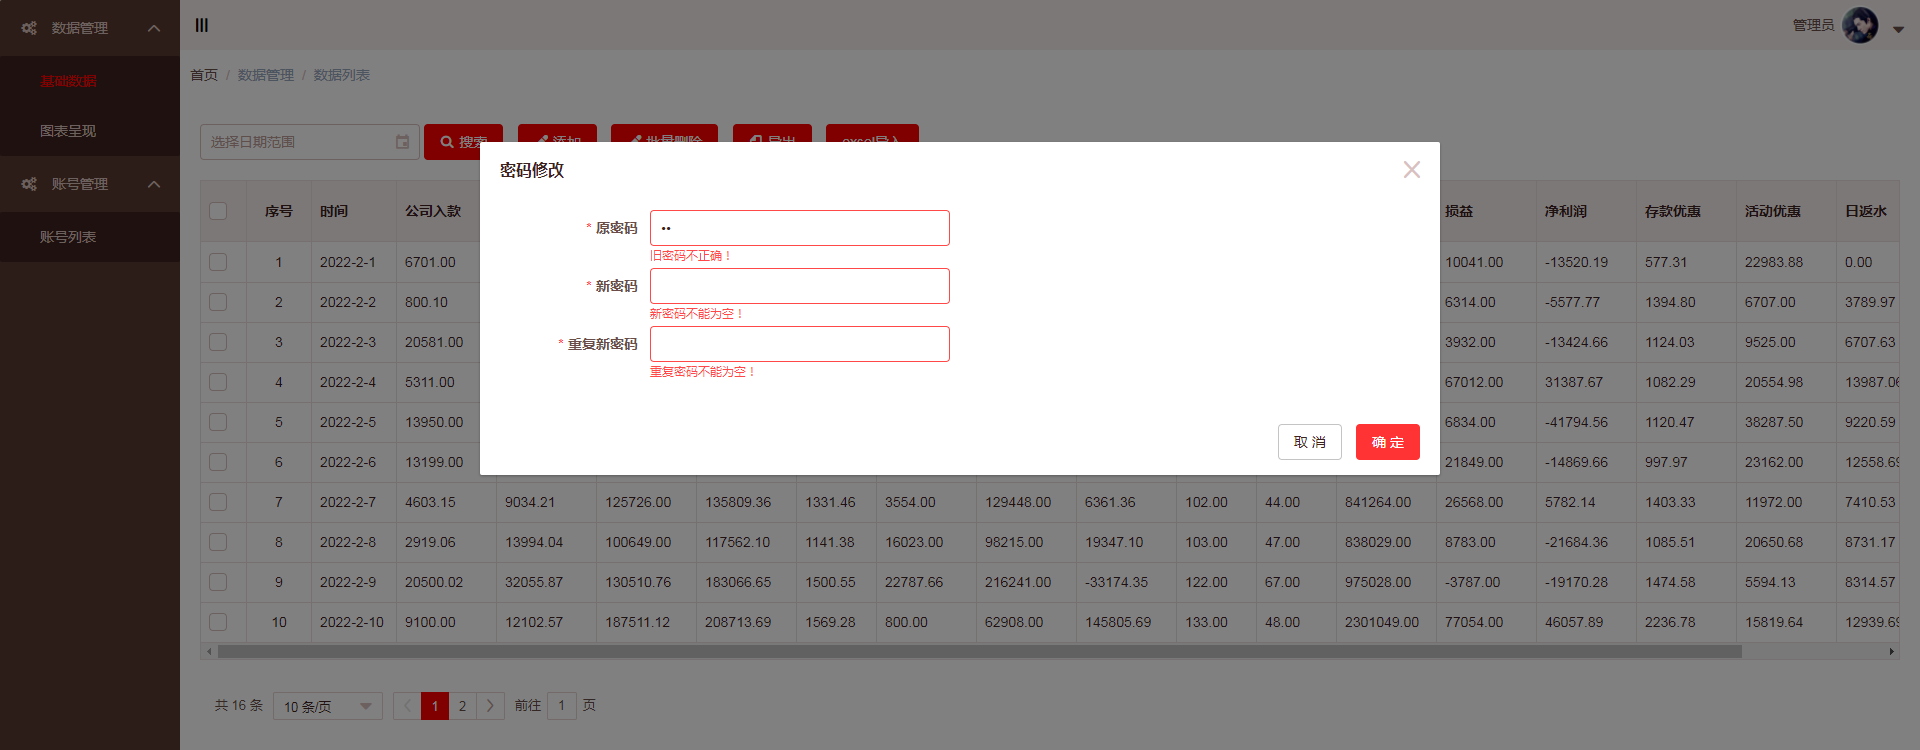 数据管理
基础数据
图表呈现
账号管理
账号列表
管理员
首页 / 数据管理 / 数据列表
选择日期范围 搜索 添加 批量删除 导出 excel导入
密码修改
* 原密码 ••
旧密码不正确！
* 新密码
新密码不能为空！
* 重复新密码
重复密码不能为空！
取消 确定
序号 时间 公司入款 损益 净利润 存款优惠 活动优惠 日返水
1 2022-2-1 6701.00 10041.00 -13520.19 577.31 22983.88 0.00
2 2022-2-2 800.10 6314.00 -5577.77 1394.80 6707.00 3789.97
3 2022-2-3 20581.00 3932.00 -13424.66 1124.03 9525.00 6707.63
4 2022-2-4 5311.00 67012.00 31387.67 1082.29 20554.98 13987.06
5 2022-2-5 13950.00 6834.00 -41794.56 1120.47 38287.50 9220.59
6 2022-2-6 13199.00 21849.00 -14869.66 997.97 23162.00 12558.69
7 2022-2-7 4603.15 9034.21 125726.00 135809.36 1331.46 3554.00 129448.00 6361.36 102.00 44.00 841264.00 26568.00 5782.14 1403.33 11972.00 7410.53
8 2022-2-8 2919.06 13994.04 100649.00 117562.10 1141.38 16023.00 98215.00 19347.10 103.00 47.00 838029.00 8783.00 -21684.36 1085.51 20650.68 8731.17
9 2022-2-9 20500.02 32055.87 130510.76 183066.65 1500.55 22787.66 216241.00 -33174.35 122.00 67.00 975028.00 -3787.00 -19170.28 1474.58 5594.13 8314.57
10 2022-2-10 9100.00 12102.57 187511.12 208713.69 1569.28 800.00 62908.00 145805.69 133.00 48.00 2301049.00 77054.00 46057.89 2236.78 15819.64 12939.69
共 16 条 10 条/页 1 2 前往 1 页